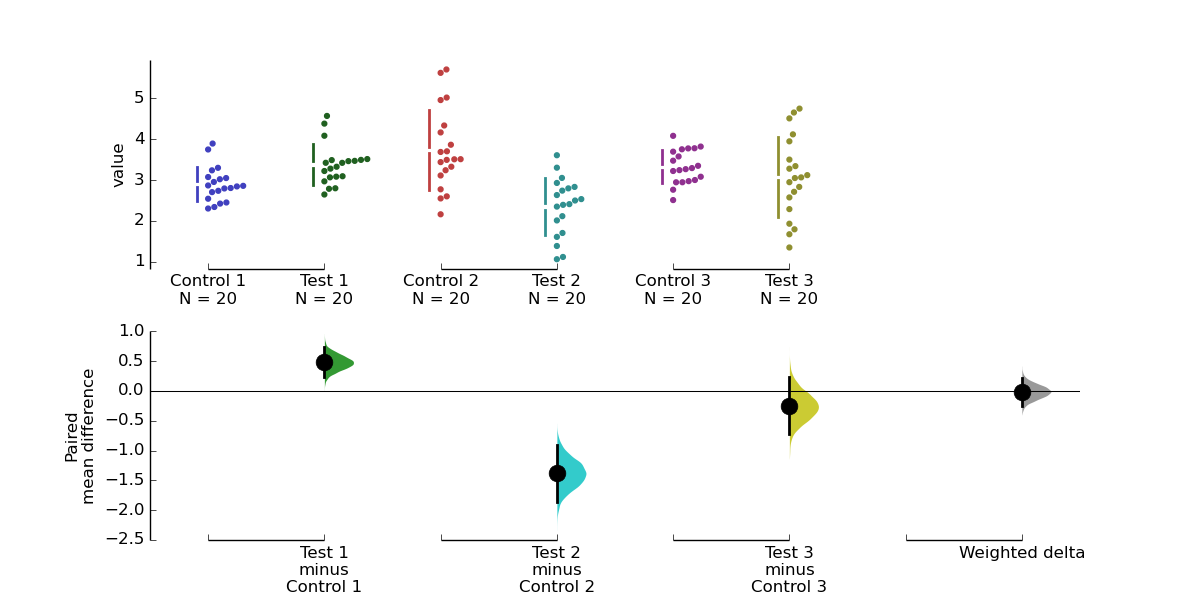 value
5
4
3
2
1
Control 1 Test 1 Control 2 Test 2 Control 3 Test 3
N = 20 N = 20 N = 20 N = 20 N = 20 N = 20
Paired
mean difference
1.0
0.5
0.0
−0.5
−1.0
−1.5
−2.0
−2.5
Test 1 Test 2 Test 3 Weighted delta
minus minus minus
Control 1 Control 2 Control 3